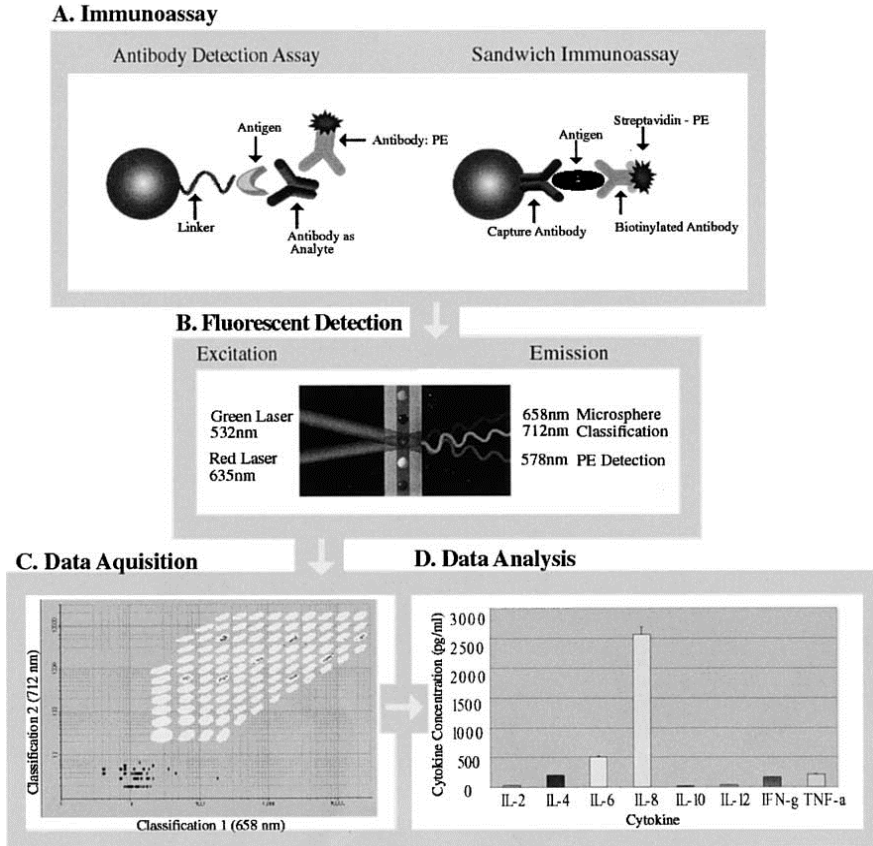 A. Immunoassay
Antibody Detection Assay
Sandwich Immunoassay
Antigen
Antibody: PE
Linker
Antibody as
Analyte
Antigen
Streptavidin - PE
Capture Antibody
Biotinylated Antibody
B. Fluorescent Detection
Excitation
Emission
Green Laser
532nm
Red Laser
635nm
658nm Microsphere
712nm Classification
578nm PE Detection
C. Data Aquisition
Classification 2 (712 nm)
Classification 1 (658 nm)
D. Data Analysis
Cytokine Concentration (pg/ml)
3000
2500
2000
1500
1000
500
0
IL-2 IL-4 IL-6 IL-8 IL-10 IL-12 IFN-g TNF-a
Cytokine